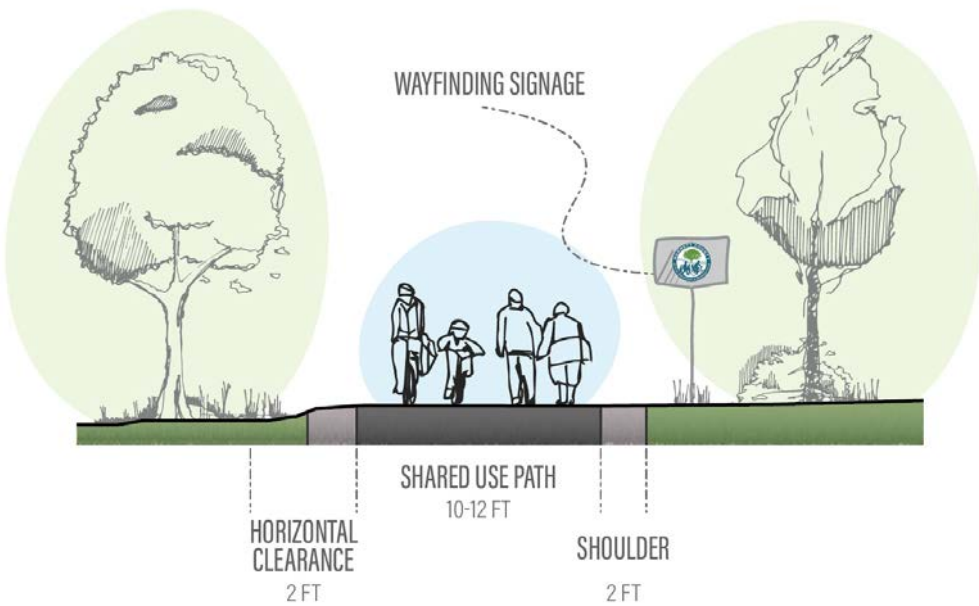 WAYFINDING SIGNAGE
SHARED USE PATH
10-12 FT
HORIZONTAL
CLEARANCE
2 FT
SHOULDER
2 FT